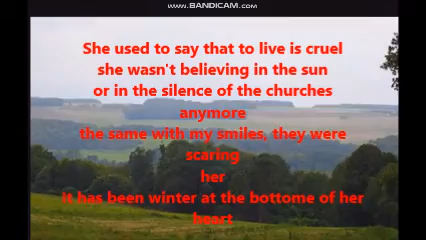 www.BANDICAM.com
She used to say that to live is cruel
she wasn't believing in the sun
or in the silence of the churches
anymore
the same with my smiles, they were
scaring
her
it has been winter at the bottome of her
heart